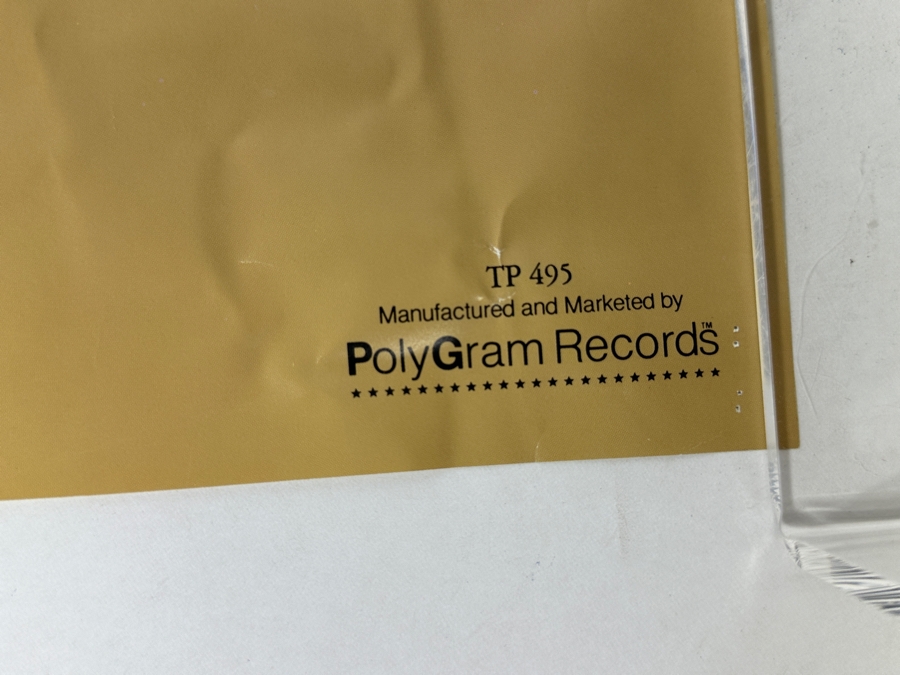 TP 495
Manufactured and Marketed by
PolyGram Records™
★★★★★★★★★★★★★★★★★★★★★★★